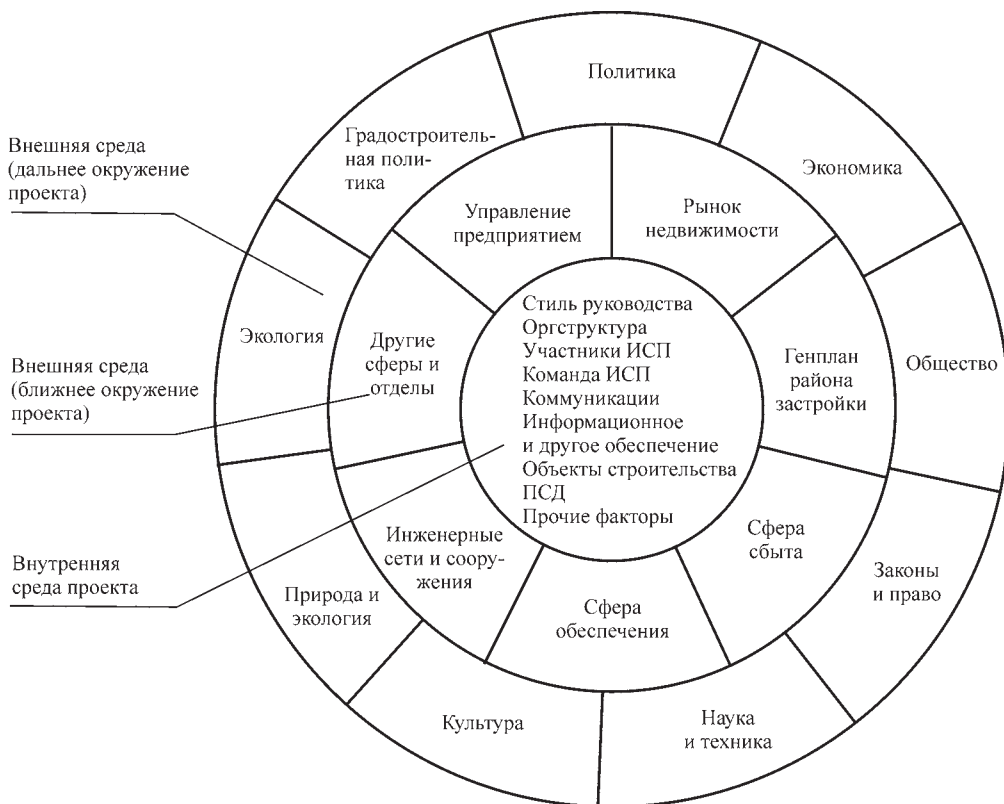 Внешняя среда
(дальнее окружение
проекта)
Внешняя среда
(ближнее окружение
проекта)
Внутренняя
среда проекта
Политика
Экономика
Общество
Законы
и право
Наука
и техника
Культура
Природа и
экология
Экология
Градостроитель-
ная поли-
тика
Управление
предприятием
Рынок
недвижимости
Генплан
района
застройки
Сфера
сбыта
Сфера
обеспечения
Инженерные
сети и соору-
жения
Другие
сферы и
отделы
Стиль руководства
Оргструктура
Участники ИСП
Команда ИСП
Коммуникации
Информационное
и другое обеспечение
Объекты строительства
ПСД
Прочие факторы